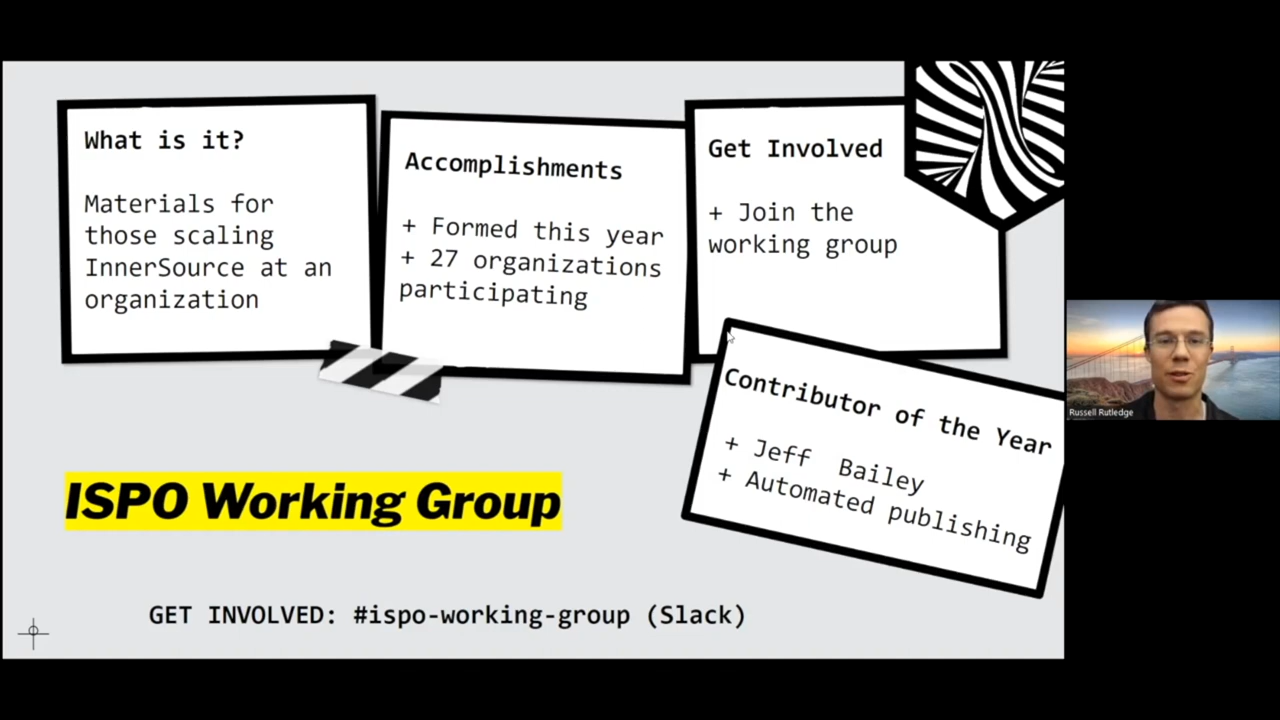 What is it?
Materials for
those scaling
InnerSource at an
organization
Accomplishments
+ Formed this year
+ 27 organizations
participating
Get Involved
+ Join the
working group
Contributor of the Year
+ Jeff Bailey
+ Automated publishing
ISPO Working Group
GET INVOLVED: #ispo-working-group (Slack)
Russell Rutledge